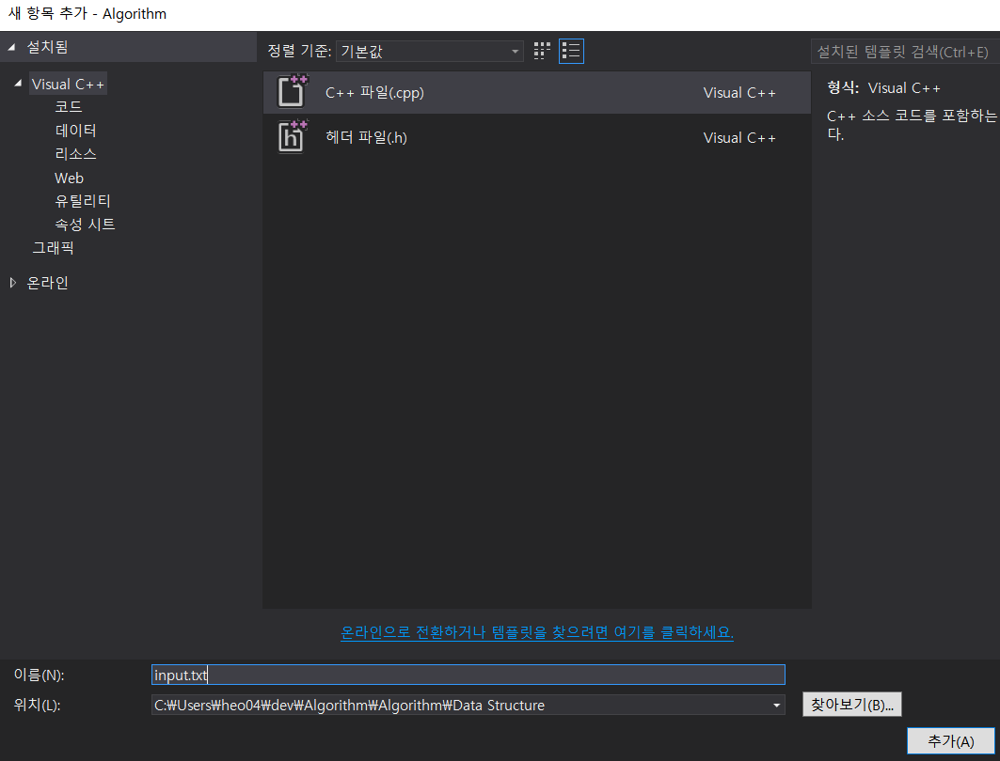 새 항목 추가 - Algorithm
설치됨
정렬 기준: 기본값
설치된 템플릿 검색(Ctrl+E)
Visual C++
코드
데이터
리소스
Web
유틸리티
속성 시트
그래픽
온라인
C++ 파일(.cpp) Visual C++
헤더 파일(.h) Visual C++
형식: Visual C++
C++ 소스 코드를 포함하는
다.
온라인으로 전환하거나 템플릿을 찾으려면 여기를 클릭하세요.
이름(N): input.txt
위치(L): C:₩Users₩heo04₩dev₩Algorithm₩Algorithm₩Data Structure
찾아보기(B)...
추가(A)